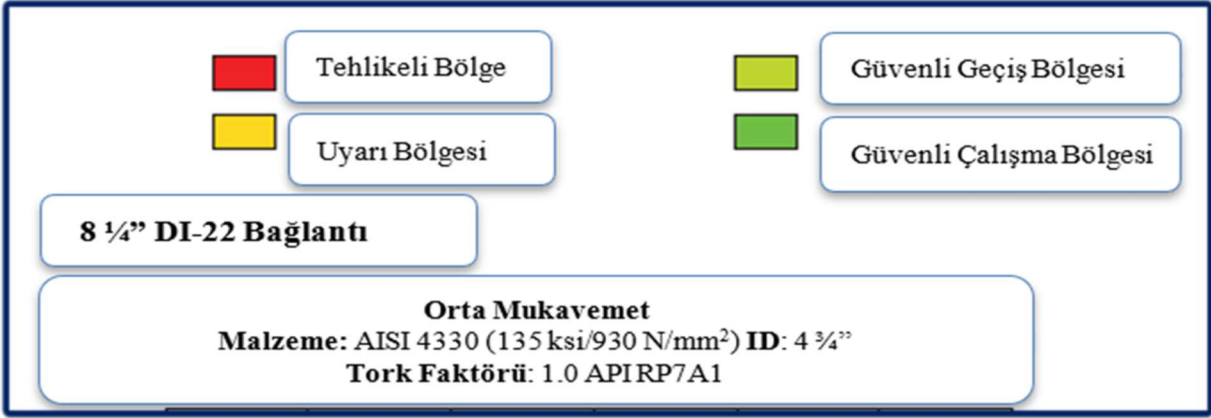 Tehlikeli Bölge
Güvenli Geçiş Bölgesi
Uyarı Bölgesi
Güvenli Çalışma Bölgesi
8 ¼” DI-22 Bağlantı
Orta Mukavemet
Malzeme: AISI 4330 (135 ksi/930 N/mm²) ID: 4 ¾”
Tork Faktörü: 1.0 API RP7A1